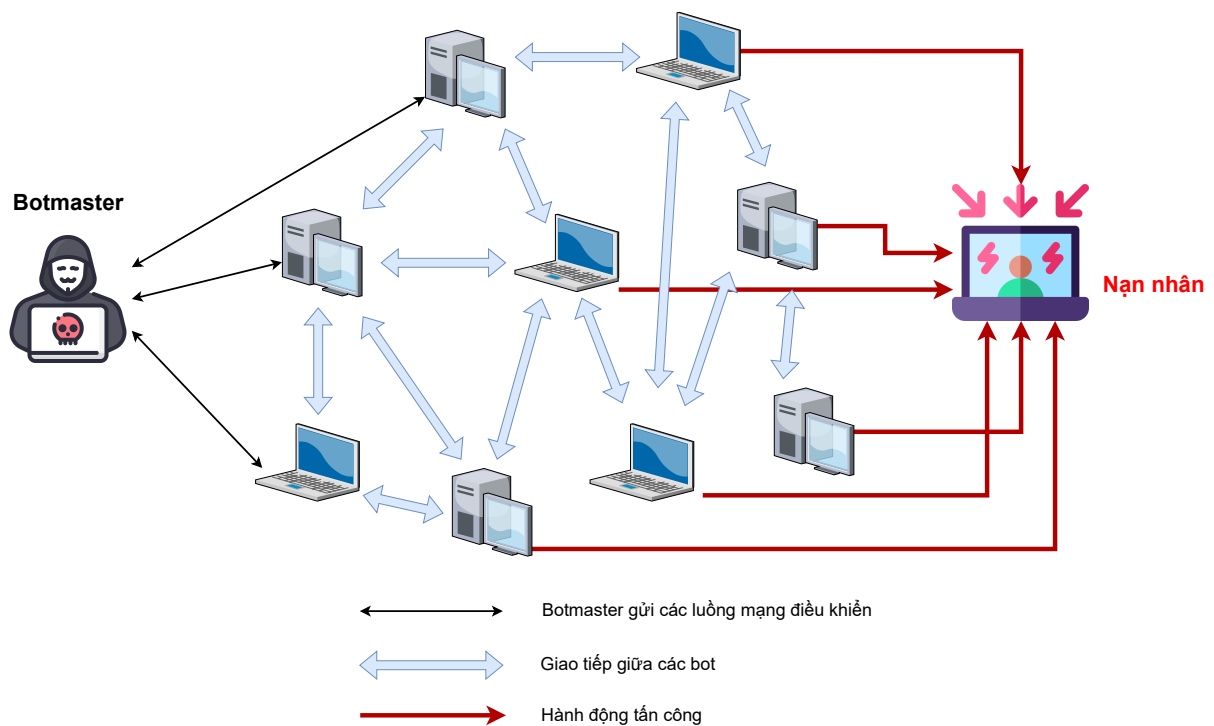 Botmaster
Nạn nhân
Botmaster gửi các luồng mạng điều khiển
Giao tiếp giữa các bot
Hành động tấn công